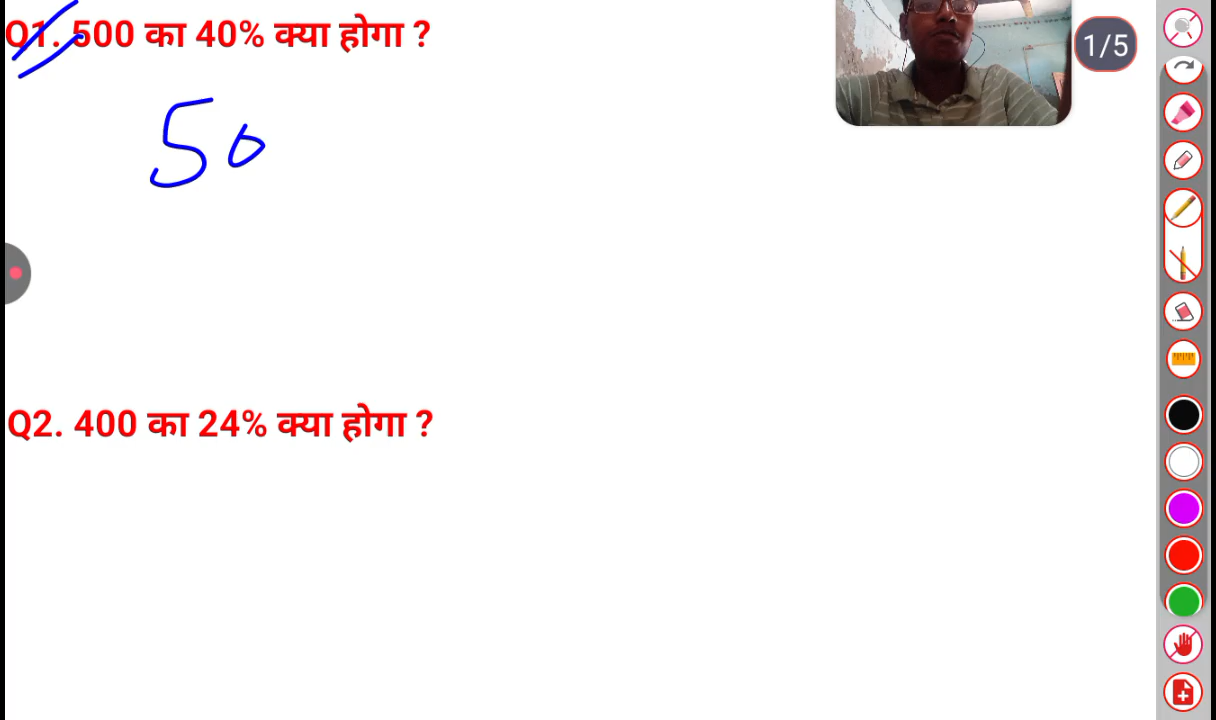 Q1. 500 का 40% क्या होगा ?
1/5
50
Q2. 400 का 24% क्या होगा ?